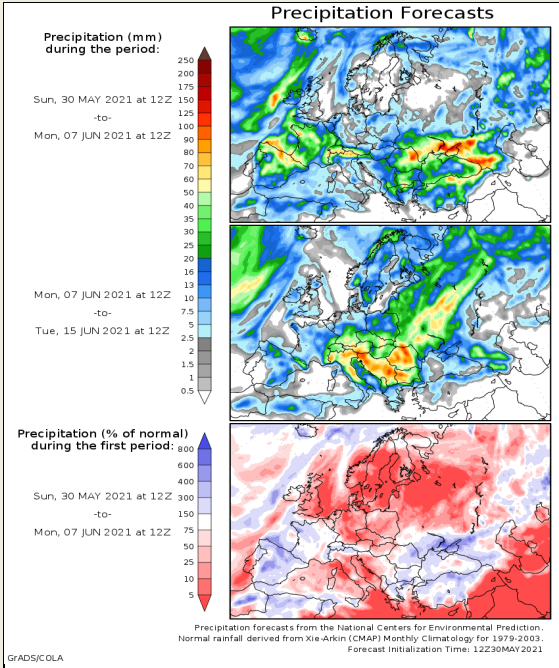 Precipitation Forecasts
Precipitation (mm)
during the period:
Sun, 30 MAY 2021 at 12Z
-to-
Mon, 07 JUN 2021 at 12Z
250
200
175
150
125
100
90
80
70
60
50
40
35
30
25
20
16
13
10
7.5
5
2.5
2
1.5
1
0.5
Mon, 07 JUN 2021 at 12Z
-to-
Tue, 15 JUN 2021 at 12Z
Precipitation (% of normal)
during the first period:
Sun, 30 MAY 2021 at 12Z
-to-
Mon, 07 JUN 2021 at 12Z
800
600
400
300
150
75
50
25
10
5
Precipitation forecasts from the National Centers for Environmental Prediction.
Normal rainfall derived from Xie-Arkin (CMAP) Monthly Climatology for 1979-2003.
Forecast Initialization Time: 12Z30MAY2021
GrADS/COLA